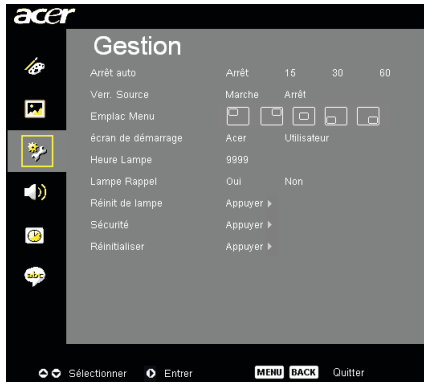 acer
Gestion
Arrêt auto Arrêt 15 30 60
Verr. Source Marche Arrêt
Emplac Menu
écran de démarrage Acer Utilisateur
Heure Lampe 9999
Lampe Rappel Oui Non
Réinit de lampe Appuyer
Sécurité Appuyer
Réinitialiser Appuyer
abc
Sélectionner Entrer MENU BACK Quitter